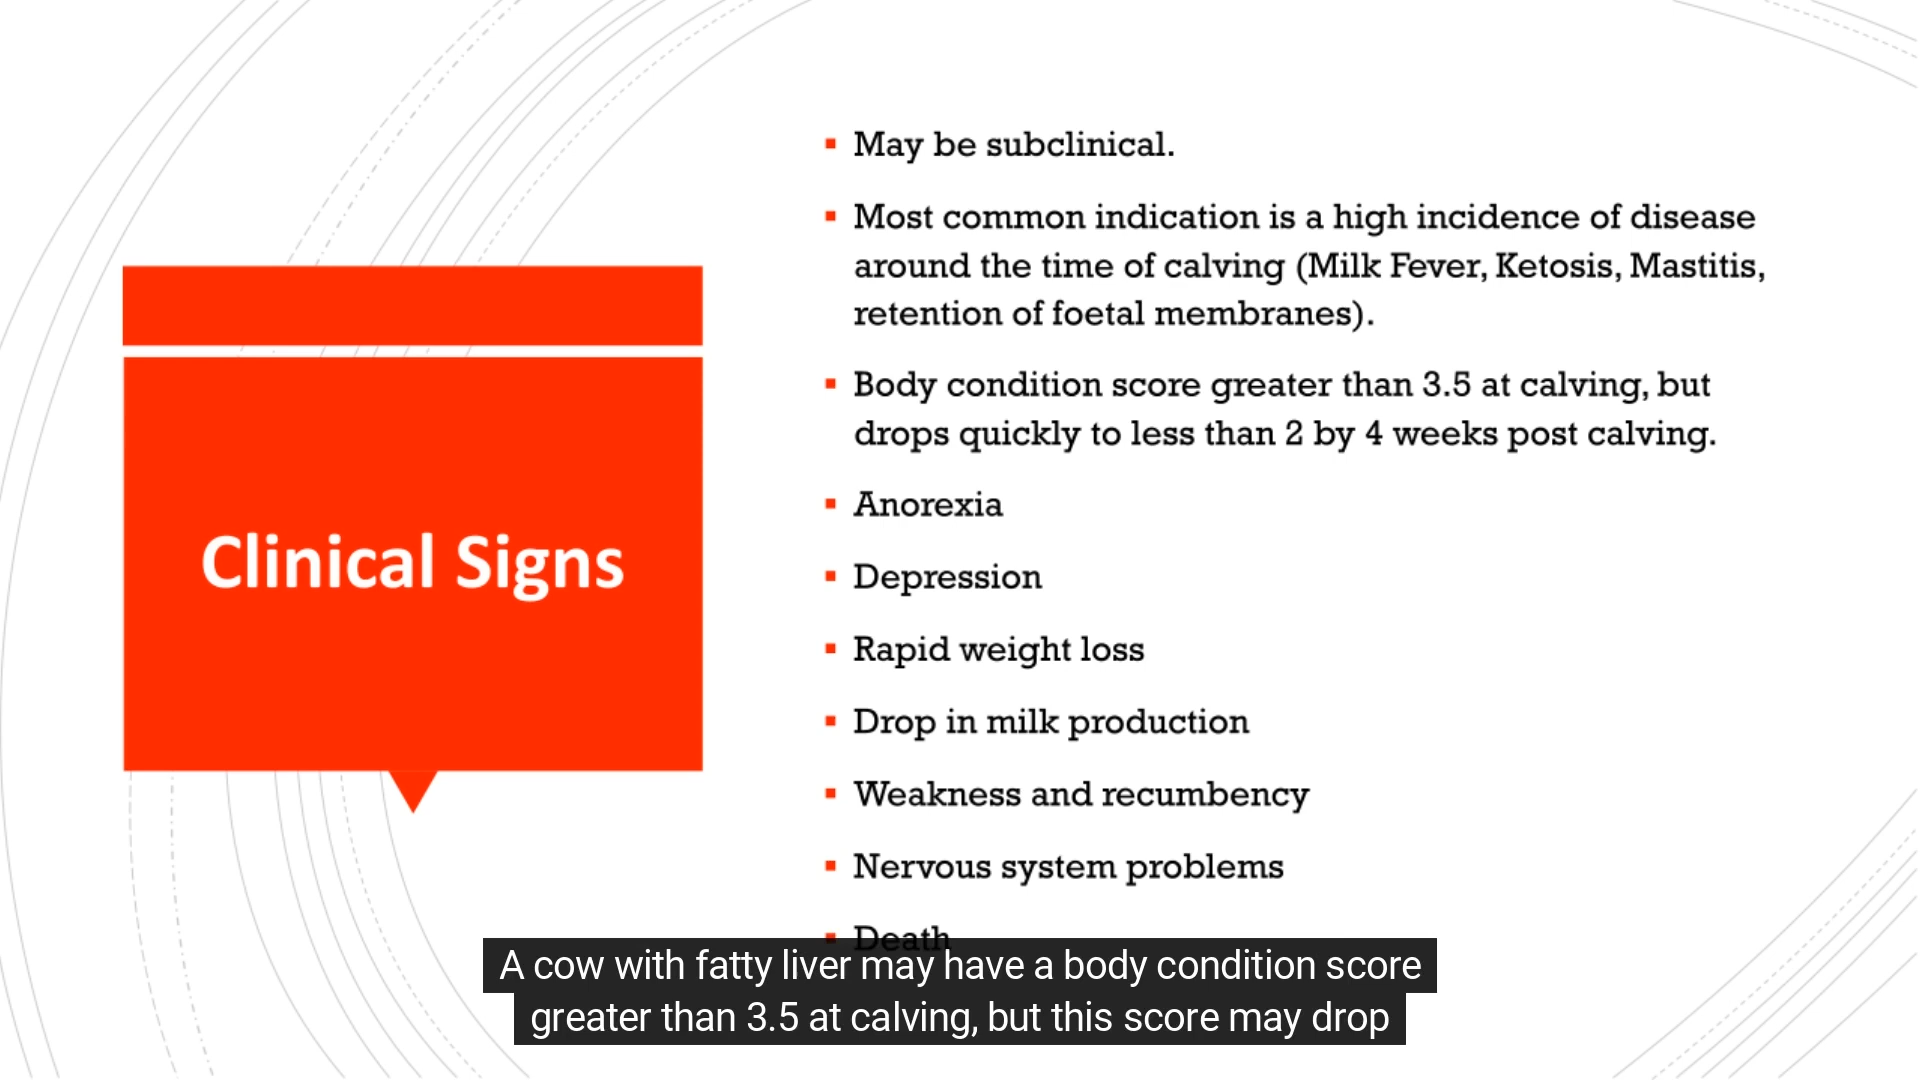 Clinical Signs
May be subclinical.
Most common indication is a high incidence of disease
around the time of calving (Milk Fever, Ketosis, Mastitis,
retention of foetal membranes).
Body condition score greater than 3.5 at calving, but
drops quickly to less than 2 by 4 weeks post calving.
Anorexia
Depression
Rapid weight loss
Drop in milk production
Weakness and recumbency
Nervous system problems
Death
A cow with fatty liver may have a body condition score
greater than 3.5 at calving, but this score may drop